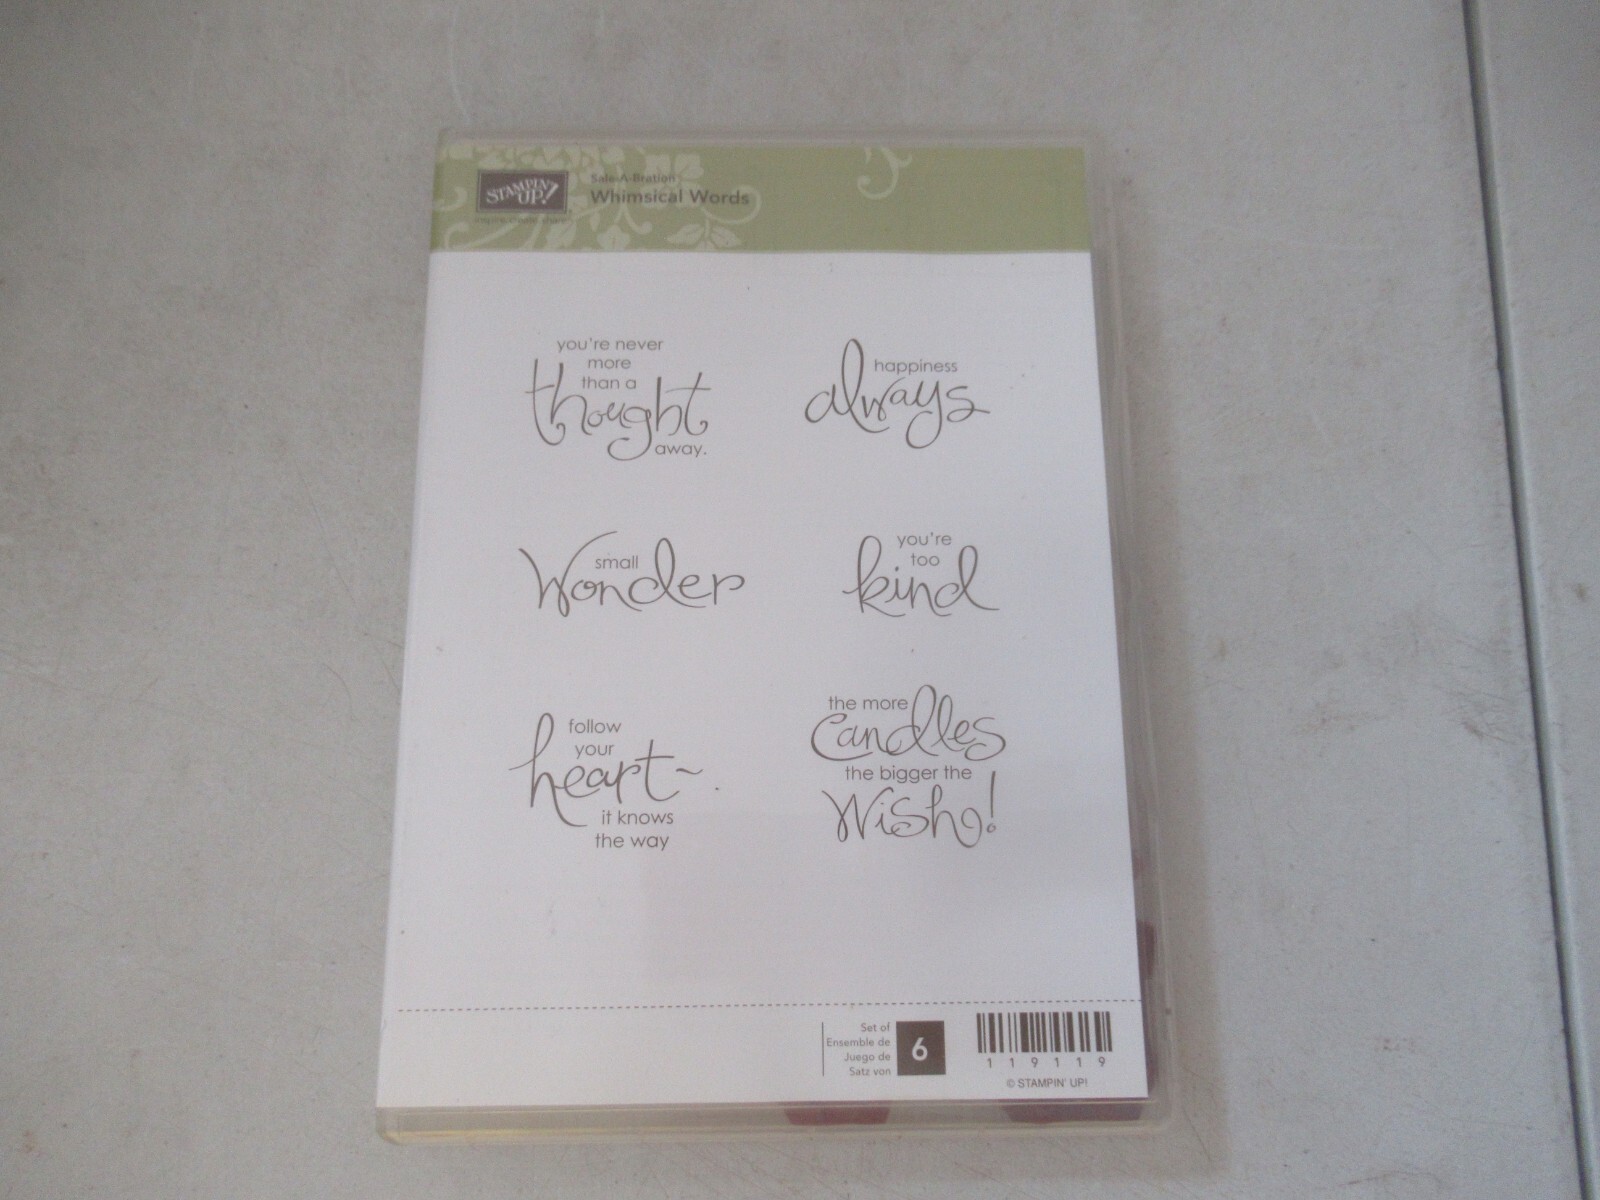 STAMPIN' UP!
Sale-A-Bration
Whimsical Words
you're never
more
than a
thought
away.
happiness
always
small
wonder
you're
too
kind
follow
your
heart~
it knows
the way
the more
candles
the bigger the
wish!
Set of
Ensemble de
Juego de
Satz von
6
119119
© STAMPIN' UP!